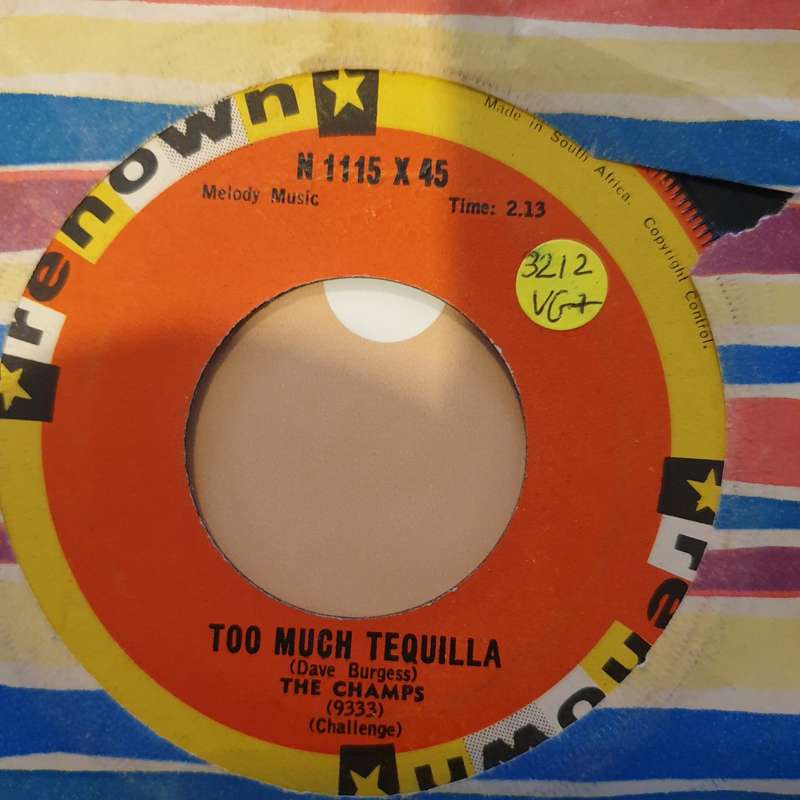 renown
N 1115 X 45
Melody Music
Time: 2.13
Made in South Africa. Copyright Control.
3212
VG+
TOO MUCH TEQUILLA
(Dave Burgess)
THE CHAMPS
(9333)
(Challenge)
renown